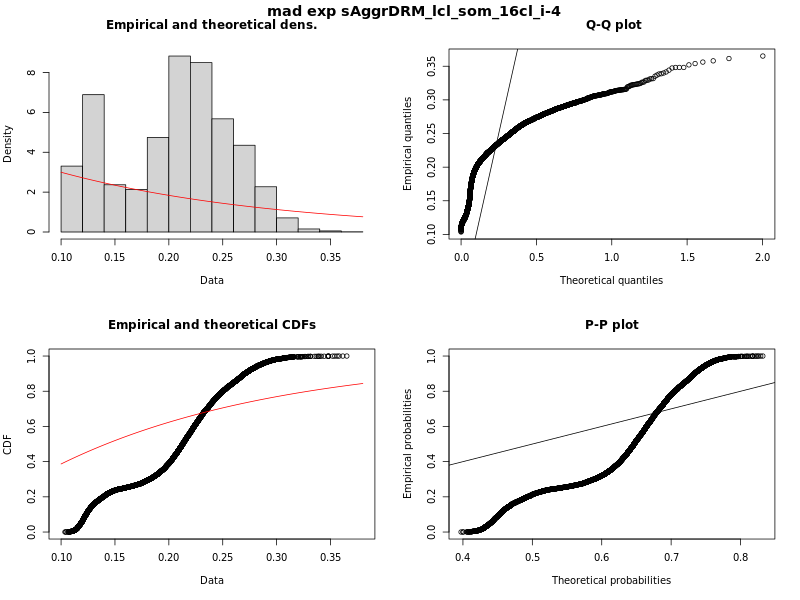 mad exp sAggrDRM_lcl_som_16cl_i-4
Empirical and theoretical dens.
Density
0 2 4 6 8
0.10 0.15 0.20 0.25 0.30 0.35
Data
Q-Q plot
Empirical quantiles
0.10 0.15 0.20 0.25 0.30 0.35
0.0 0.5 1.0 1.5 2.0
Theoretical quantiles
Empirical and theoretical CDFs
CDF
0.0 0.2 0.4 0.6 0.8 1.0
0.10 0.15 0.20 0.25 0.30 0.35
Data
P-P plot
Empirical probabilities
0.0 0.2 0.4 0.6 0.8 1.0
0.4 0.5 0.6 0.7 0.8
Theoretical probabilities